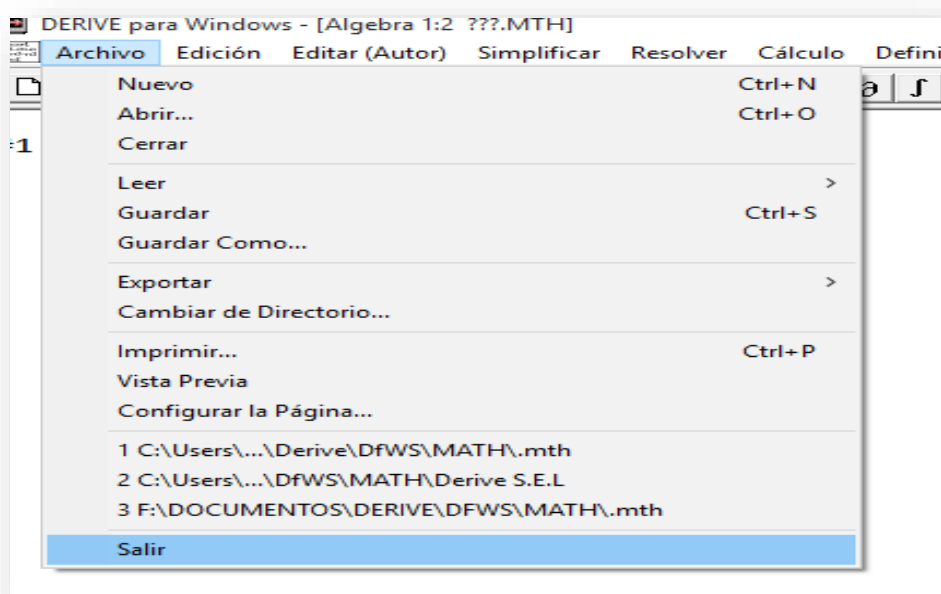 DERIVE para Windows - [Algebra 1:2 ???.MTH]
Archivo Edición Editar (Autor) Simplificar Resolver Cálculo Defini
∂ ∫
Nuevo Ctrl+N
Abrir... Ctrl+O
#1
Cerrar
Leer >
Guardar Ctrl+S
Guardar Como...
Exportar >
Cambiar de Directorio...
Imprimir... Ctrl+P
Vista Previa
Configurar la Página...
1 C:\Users\...\Derive\DfWS\MATH\.mth
2 C:\Users\...\DfWS\MATH\Derive S.E.L
3 F:\DOCUMENTOS\DERIVE\DFWS\MATH\.mth
Salir